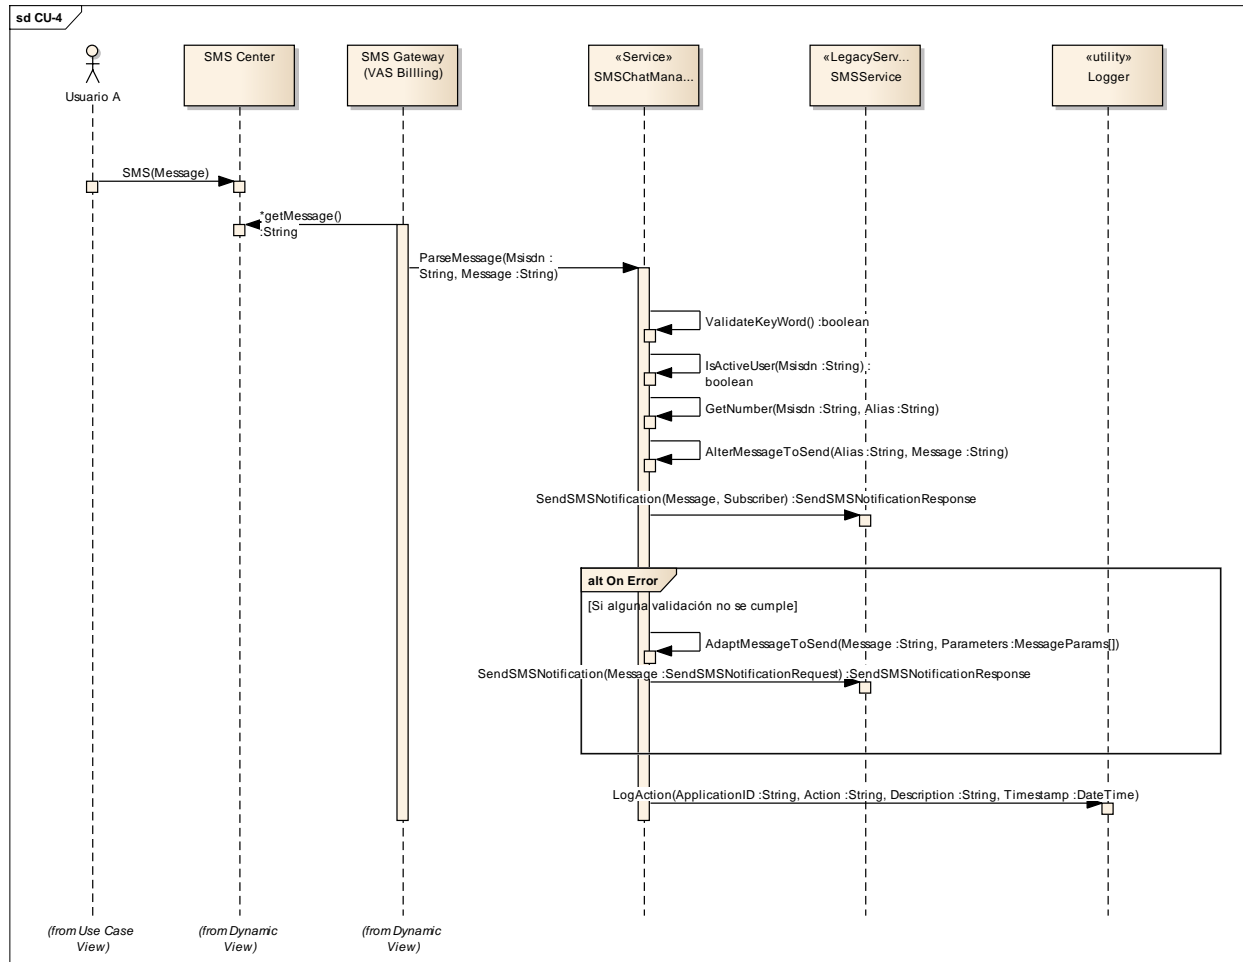 sd CU-4
Usuario A
SMS Center
SMS Gateway
(VAS Billling)
«Service»
SMSChatMana...
«LegacyServ...
SMSService
«utility»
Logger
SMS(Message)
*getMessage()
:String
ParseMessage(Msisdn :
String, Message :String)
ValidateKeyWord() :boolean
IsActiveUser(Msisdn :String) :
boolean
GetNumber(Msisdn :String, Alias :String)
AlterMessageToSend(Alias :String, Message :String)
SendSMSNotification(Message, Subscriber) :SendSMSNotificationResponse
alt On Error
[Si alguna validación no se cumple]
AdaptMessageToSend(Message :String, Parameters :MessageParams[])
SendSMSNotification(Message :SendSMSNotificationRequest) :SendSMSNotificationResponse
LogAction(ApplicationID :String, Action :String, Description :String, Timestamp :DateTime)
(from Use Case
View)
(from Dynamic
View)
(from Dynamic
View)